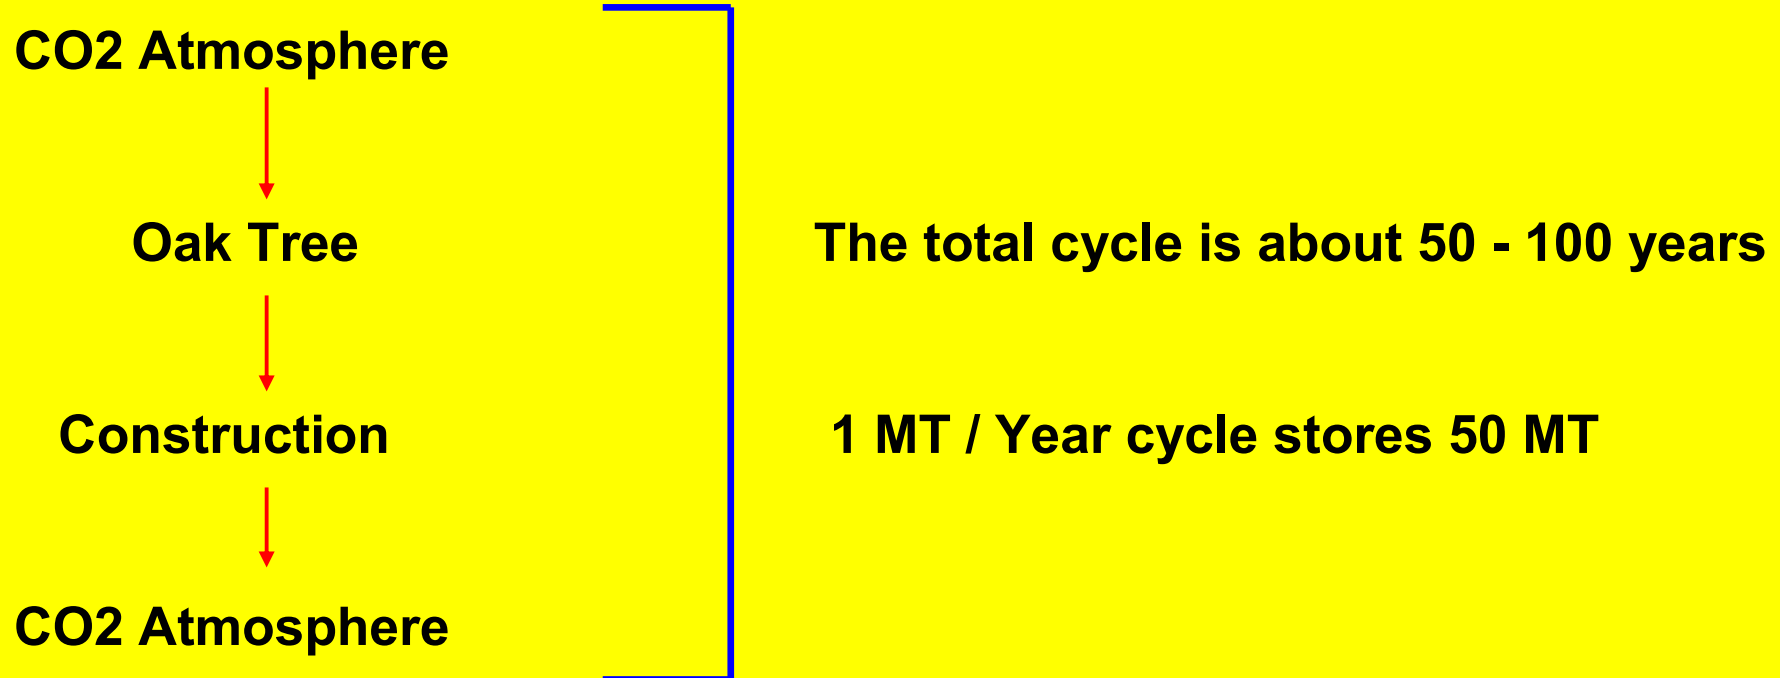 CO2 Atmosphere
Oak Tree
The total cycle is about 50 - 100 years
Construction
1 MT / Year cycle stores 50 MT
CO2 Atmosphere